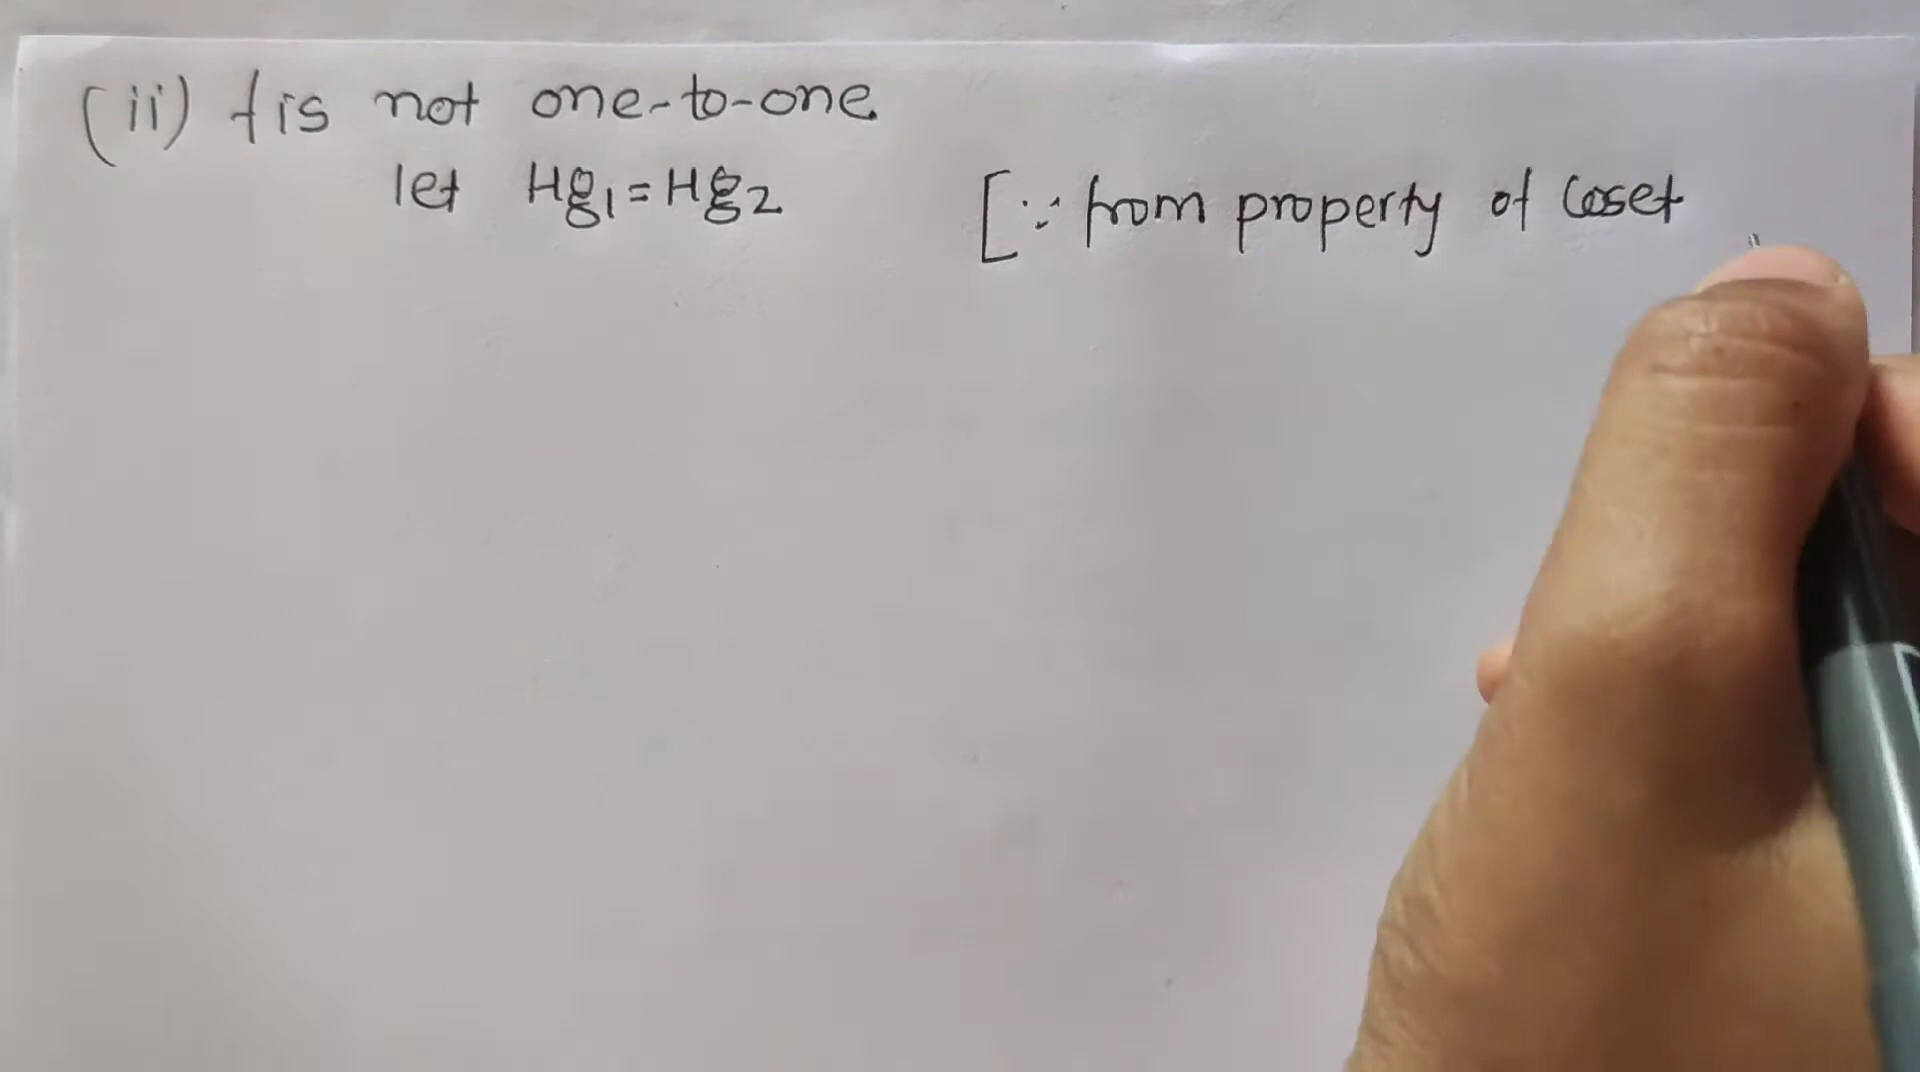 (ii) f is not one-to-one
let Hg₁ = Hg₂ [∵ from property of Coset